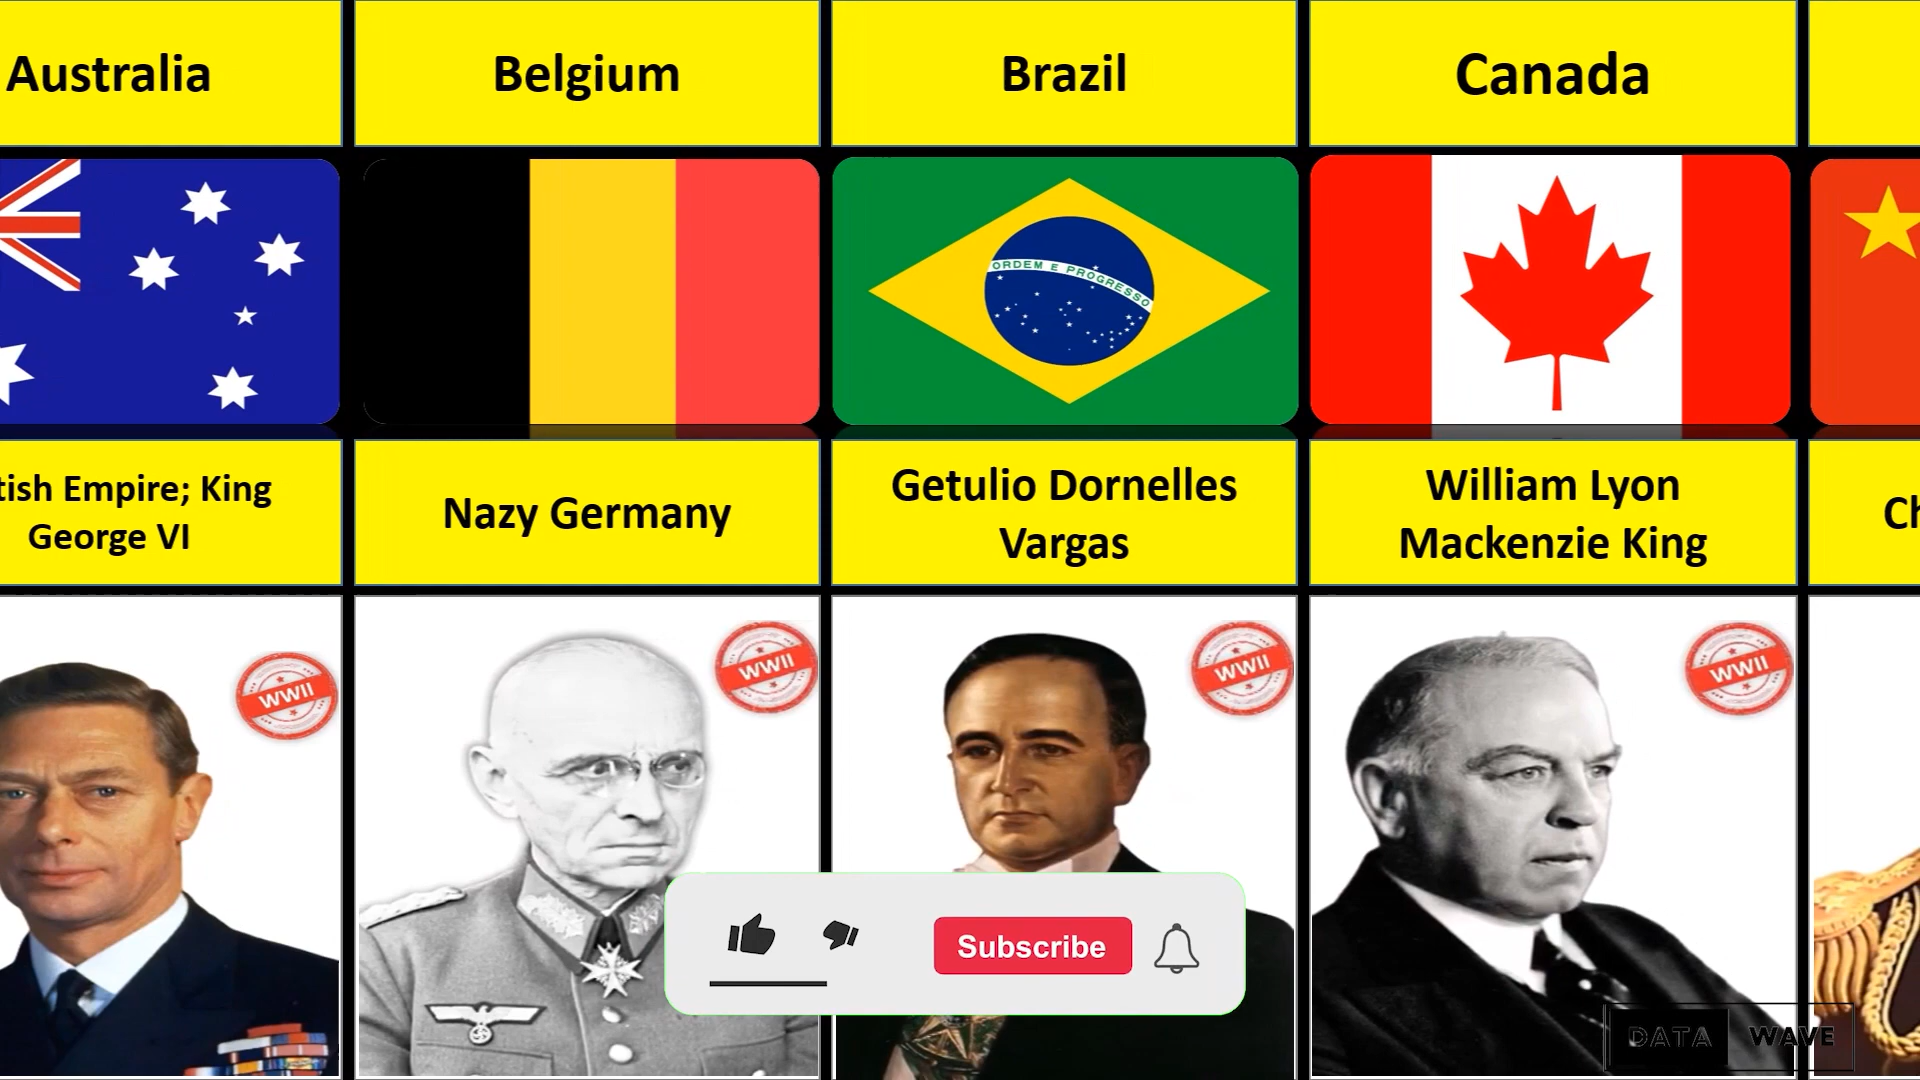 Australia
Belgium
Brazil
Canada
ORDEM E PROGRESSO
tish Empire; King
George VI
Nazy Germany
Getulio Dornelles
Vargas
William Lyon
Mackenzie King
Ch
WWII
WWII
WWII
WWII
Subscribe
DATA WAVE